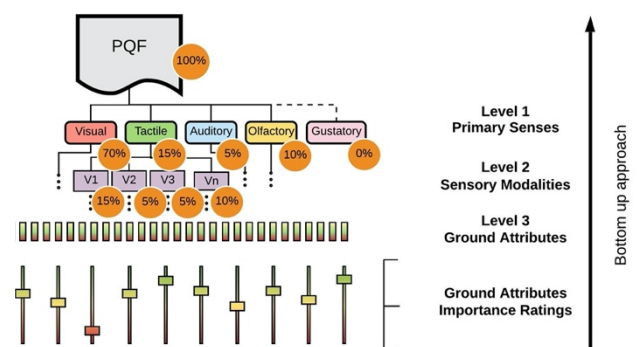 PQF
100%
Level 1
Primary Senses
Visual Tactile Auditory Olfactory Gustatory
70% 15% 5% 10% 0%
Level 2
Sensory Modalities
V1 V2 V3 Vn
15% 5% 5% 10%
Level 3
Ground Attributes
Ground Attributes
Importance Ratings
Bottom up approach